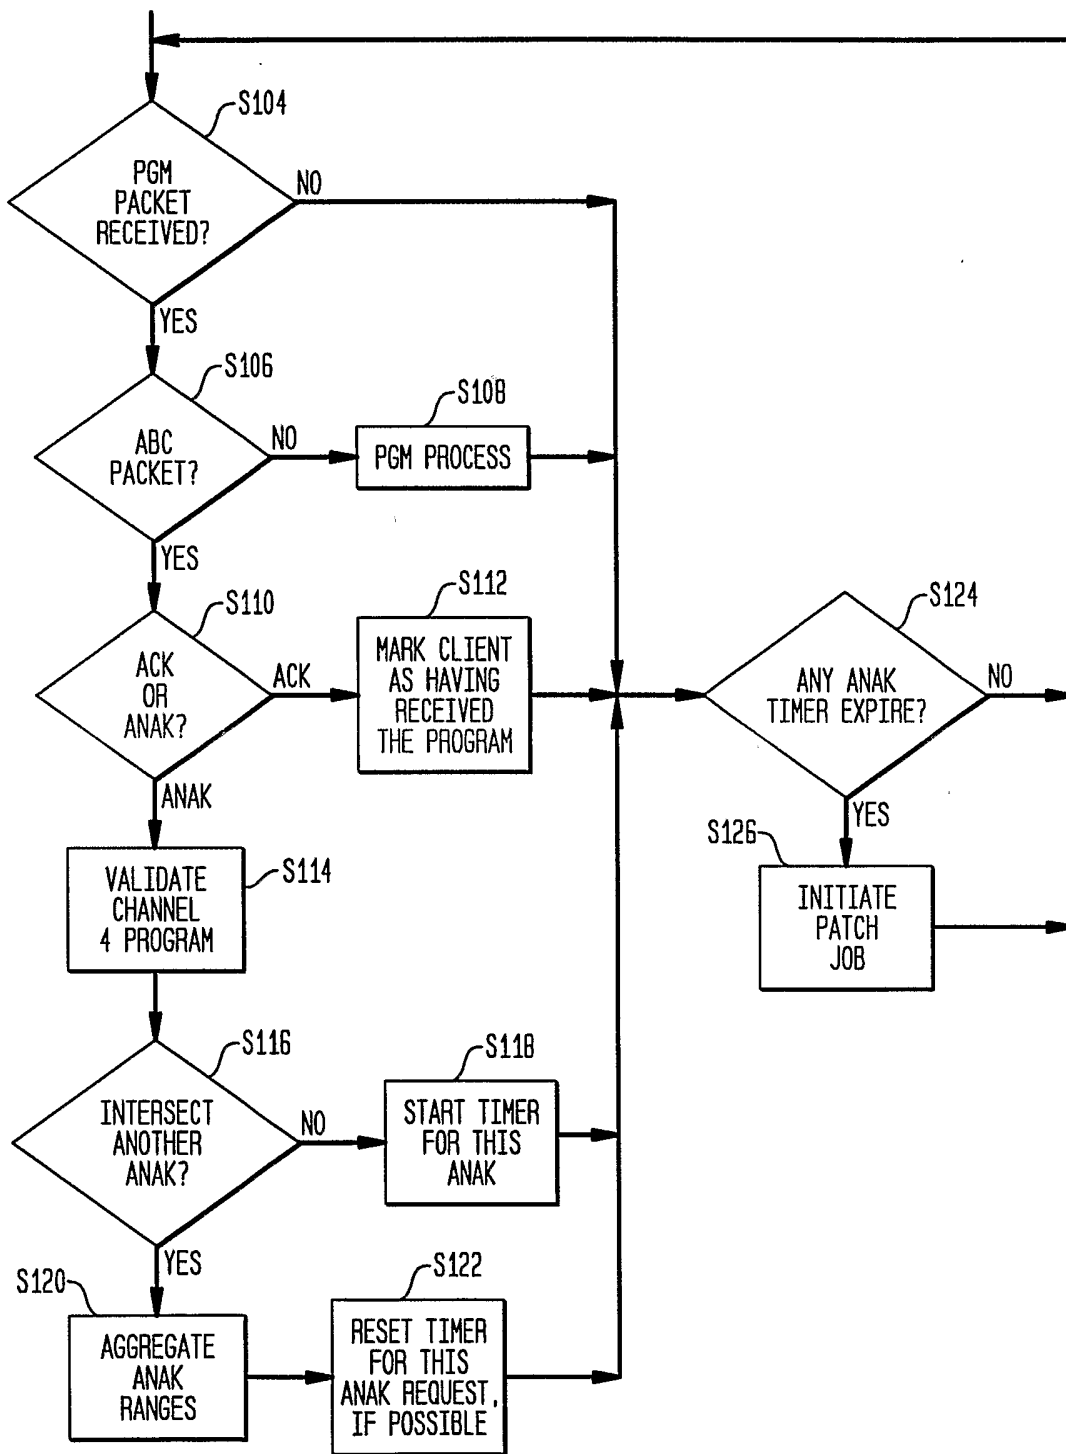 S104
PGM
PACKET
RECEIVED?
NO
YES
S106
ABC
PACKET?
NO
S108
PGM PROCESS
YES
S110
ACK
OR
ANAK?
ACK
S112
MARK CLIENT
AS HAVING
RECEIVED
THE PROGRAM
S124
ANY ANAK
TIMER EXPIRE?
NO
YES
S126
INITIATE
PATCH
JOB
ANAK
S114
VALIDATE
CHANNEL
4 PROGRAM
S116
INTERSECT
ANOTHER
ANAK?
NO
S118
START TIMER
FOR THIS
ANAK
YES
S120
AGGREGATE
ANAK
RANGES
S122
RESET TIMER
FOR THIS
ANAK REQUEST,
IF POSSIBLE